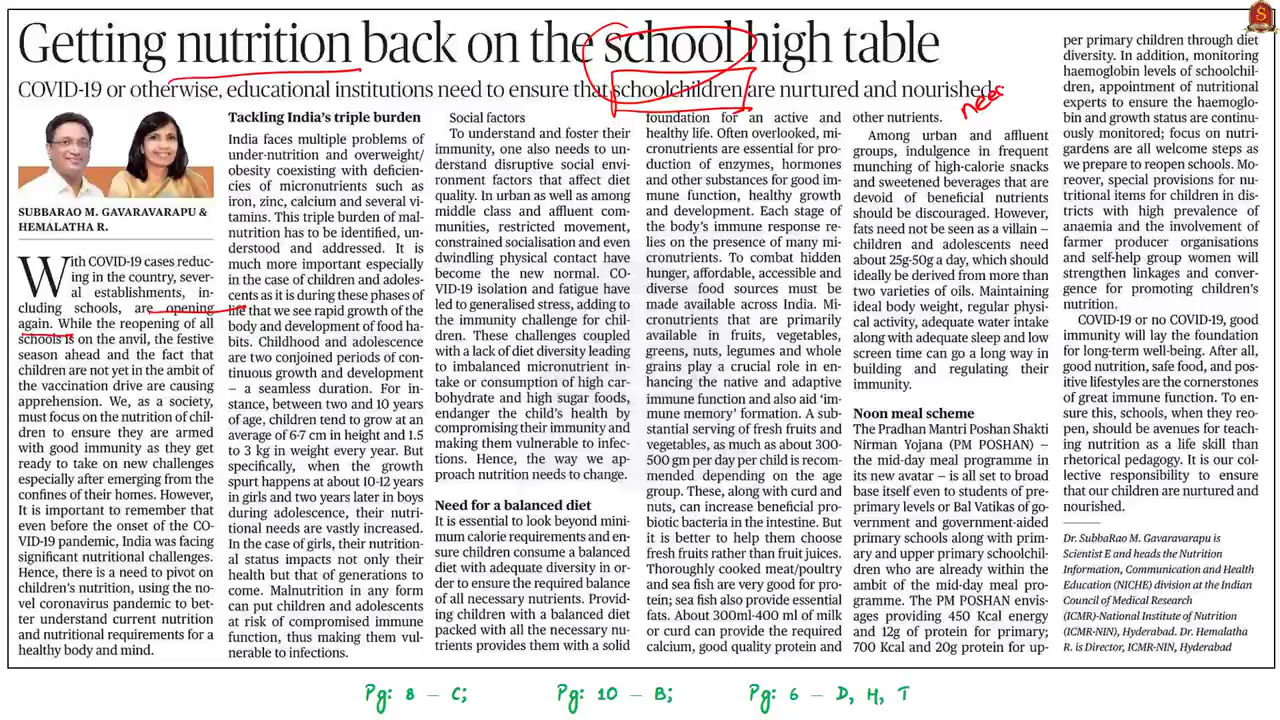 Getting nutrition back on the school high table
COVID-19 or otherwise, educational institutions need to ensure that schoolchildren are nurtured and nourished
need
SUBBARAO M. GAVARAVARAPU &
HEMALATHA R.
With COVID-19 cases reduc-
ing in the country, sever-
al establishments, in-
cluding schools, are opening
again. While the reopening of all
schools is on the anvil, the festive
season ahead and the fact that
children are not yet in the ambit of
the vaccination drive are causing
apprehension. We, as a society,
must focus on the nutrition of chil-
dren to ensure they are armed
with good immunity as they get
ready to take on new challenges
especially after emerging from the
confines of their homes. However,
It is important to remember that
even before the onset of the CO-
VID-19 pandemic, India was facing
significant nutritional challenges.
Hence, there is a need to pivot on
children's nutrition, using the no-
vel coronavirus pandemic to bet-
ter understand current nutrition
and nutritional requirements for a
healthy body and mind.
Tackling India's triple burden
India faces multiple problems of
under-nutrition and overweight/
obesity coexisting with deficien-
cies of micronutrients such as
iron, zinc, calcium and several vi-
tamins. This triple burden of mal-
nutrition has to be identified, un-
derstood and addressed. It is
much more important especially
in the case of children and adoles-
cents as it is during these phases of
life that we see rapid growth of the
body and development of food ha-
bits. Childhood and adolescence
are two conjoined periods of con-
tinuous growth and development
– a seamless duration. For in-
stance, between two and 10 years
of age, children tend to grow at an
average of 6-7 cm in height and 1.5
to 3 kg in weight every year. But
specifically, when the growth
spurt happens at about 10-12 years
in girls and two years later in boys
during adolescence, their nutri-
tional needs are vastly increased.
In the case of girls, their nutrition-
al status impacts not only their
health but that of generations to
come. Malnutrition in any form
can put children and adolescents
at risk of compromised immune
function, thus making them vul-
nerable to infections.
Social factors
To understand and foster their
immunity, one also needs to un-
derstand disruptive social envi-
ronment factors that affect diet
quality. In urban as well as among
middle class and affluent com-
munities, restricted movement,
constrained socialisation and even
dwindling physical contact have
become the new normal. CO-
VID-19 isolation and fatigue have
led to generalised stress, adding to
the immunity challenge for chil-
dren. These challenges coupled
with a lack of diet diversity leading
to imbalanced micronutrient in-
take or consumption of high car-
bohydrate and high sugar foods,
endanger the child's health by
compromising their immunity and
making them vulnerable to infec-
tions. Hence, the way we ap-
proach nutrition needs to change.
Need for a balanced diet
It is essential to look beyond mini-
mum calorie requirements and en-
sure children consume a balanced
diet with adequate diversity in or-
der to ensure the required balance
of all necessary nutrients. Provid-
ing children with a balanced diet
packed with all the necessary nu-
trients provides them with a solid
foundation for an active and
healthy life. Often overlooked, mi-
cronutrients are essential for pro-
duction of enzymes, hormones
and other substances for good im-
mune function, healthy growth
and development. Each stage of
the body's immune response re-
lies on the presence of many mi-
cronutrients. To combat hidden
hunger, affordable, accessible and
diverse food sources must be
made available across India. Mi-
cronutrients that are primarily
available in fruits, vegetables,
greens, nuts, legumes and whole
grains play a crucial role in en-
hancing the native and adaptive
immune function and also aid 'im-
mune memory' formation. A sub-
stantial serving of fresh fruits and
vegetables, as much as about 300-
500 gm per day per child is recom-
mended depending on the age
group. These, along with curd and
nuts, can increase beneficial pro-
biotic bacteria in the intestine. But
it is better to help them choose
fresh fruits rather than fruit juices.
Thoroughly cooked meat/poultry
and sea fish are very good for pro-
tein; sea fish also provide essential
fats. About 300ml-400 ml of milk
or curd can provide the required
calcium, good quality protein and
other nutrients.
Among urban and affluent
groups, indulgence in frequent
munching of high-calorie snacks
and sweetened beverages that are
devoid of beneficial nutrients
should be discouraged. However,
fats need not be seen as a villain –
children and adolescents need
about 25g-50g a day, which should
ideally be derived from more than
two varieties of oils. Maintaining
ideal body weight, regular physi-
cal activity, adequate water intake
along with adequate sleep and low
screen time can go a long way in
building and regulating their
immunity.
Noon meal scheme
The Pradhan Mantri Poshan Shakti
Nirman Yojana (PM POSHAN) –
the mid-day meal programme in
its new avatar – is all set to broad
base itself even to students of pre-
primary levels or Bal Vatikas of go-
vernment and government-aided
primary schools along with prim-
ary and upper primary schoolchil-
dren who are already within the
ambit of the mid-day meal pro-
gramme. The PM POSHAN envis-
ages providing 450 Kcal energy
and 12g of protein for primary;
700 Kcal and 20g protein for up-
per primary children through diet
diversity. In addition, monitoring
haemoglobin levels of schoolchil-
dren, appointment of nutritional
experts to ensure the haemoglo-
bin and growth status are continu-
ously monitored; focus on nutri-
gardens are all welcome steps as
we prepare to reopen schools. Mo-
reover, special provisions for nu-
tritional items for children in dis-
tricts with high prevalence of
anaemia and the involvement of
farmer producer organisations
and self-help group women will
strengthen linkages and conver-
gence for promoting children's
nutrition.
COVID-19 or no COVID-19, good
immunity will lay the foundation
for long-term well-being. After all,
good nutrition, safe food, and pos-
itive lifestyles are the cornerstones
of great immune function. To en-
sure this, schools, when they reo-
pen, should be avenues for teach-
ing nutrition as a life skill than
rhetorical pedagogy. It is our col-
lective responsibility to ensure
that our children are nurtured and
nourished.
Dr. SubbaRao M. Gavaravarapu is
Scientist E and heads the Nutrition
Information, Communication and Health
Education (NICHE) division at the Indian
Council of Medical Research
(ICMR)-National Institute of Nutrition
(ICMR-NIN), Hyderabad. Dr. Hemalatha
R. is Director, ICMR-NIN, Hyderabad
Pg: 8 – C; Pg: 10 – B; Pg: 6 – D, H, T